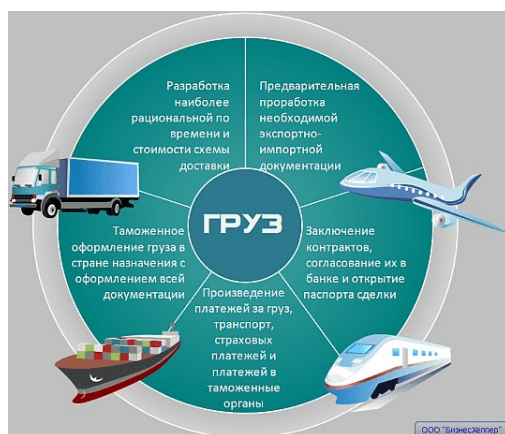 Разработка
наиболее
рациональной по
времени и
стоимости схемы
доставки
Предварительная
проработка
необходимой
экспортно-
импортной
документации
ГРУЗ
Таможенное
оформление груза в
стране назначения с
оформлением всей
документации
Заключение
контрактов,
согласование их в
банке и открытие
паспорта сделки
Произведение
платежей за груз,
транспорт,
страховых
платежей и
платежей в
таможенные
органы
ООО "БизнесХелпер"